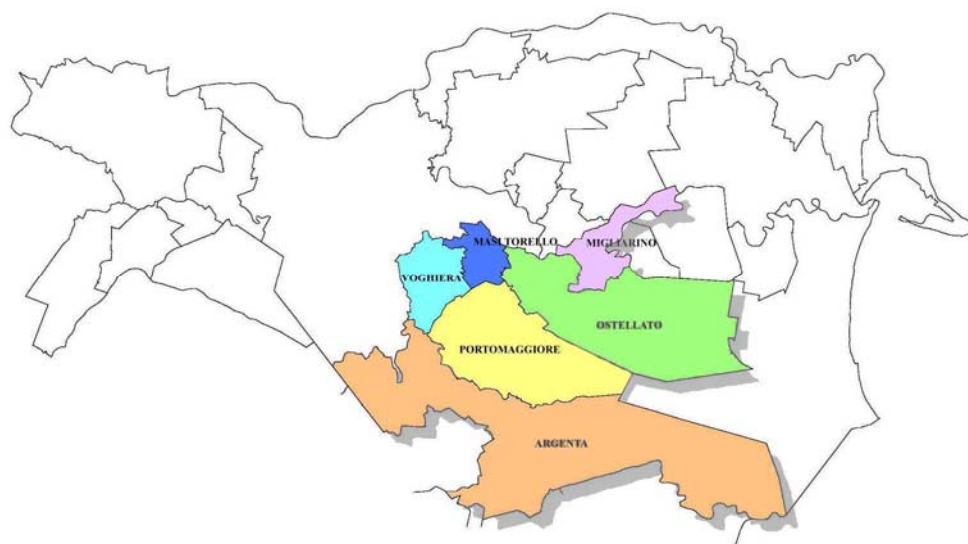 MASI TORELLO
MIGLIARINO
VOGHIERA
OSTELLATO
PORTOMAGGIORE
ARGENTA